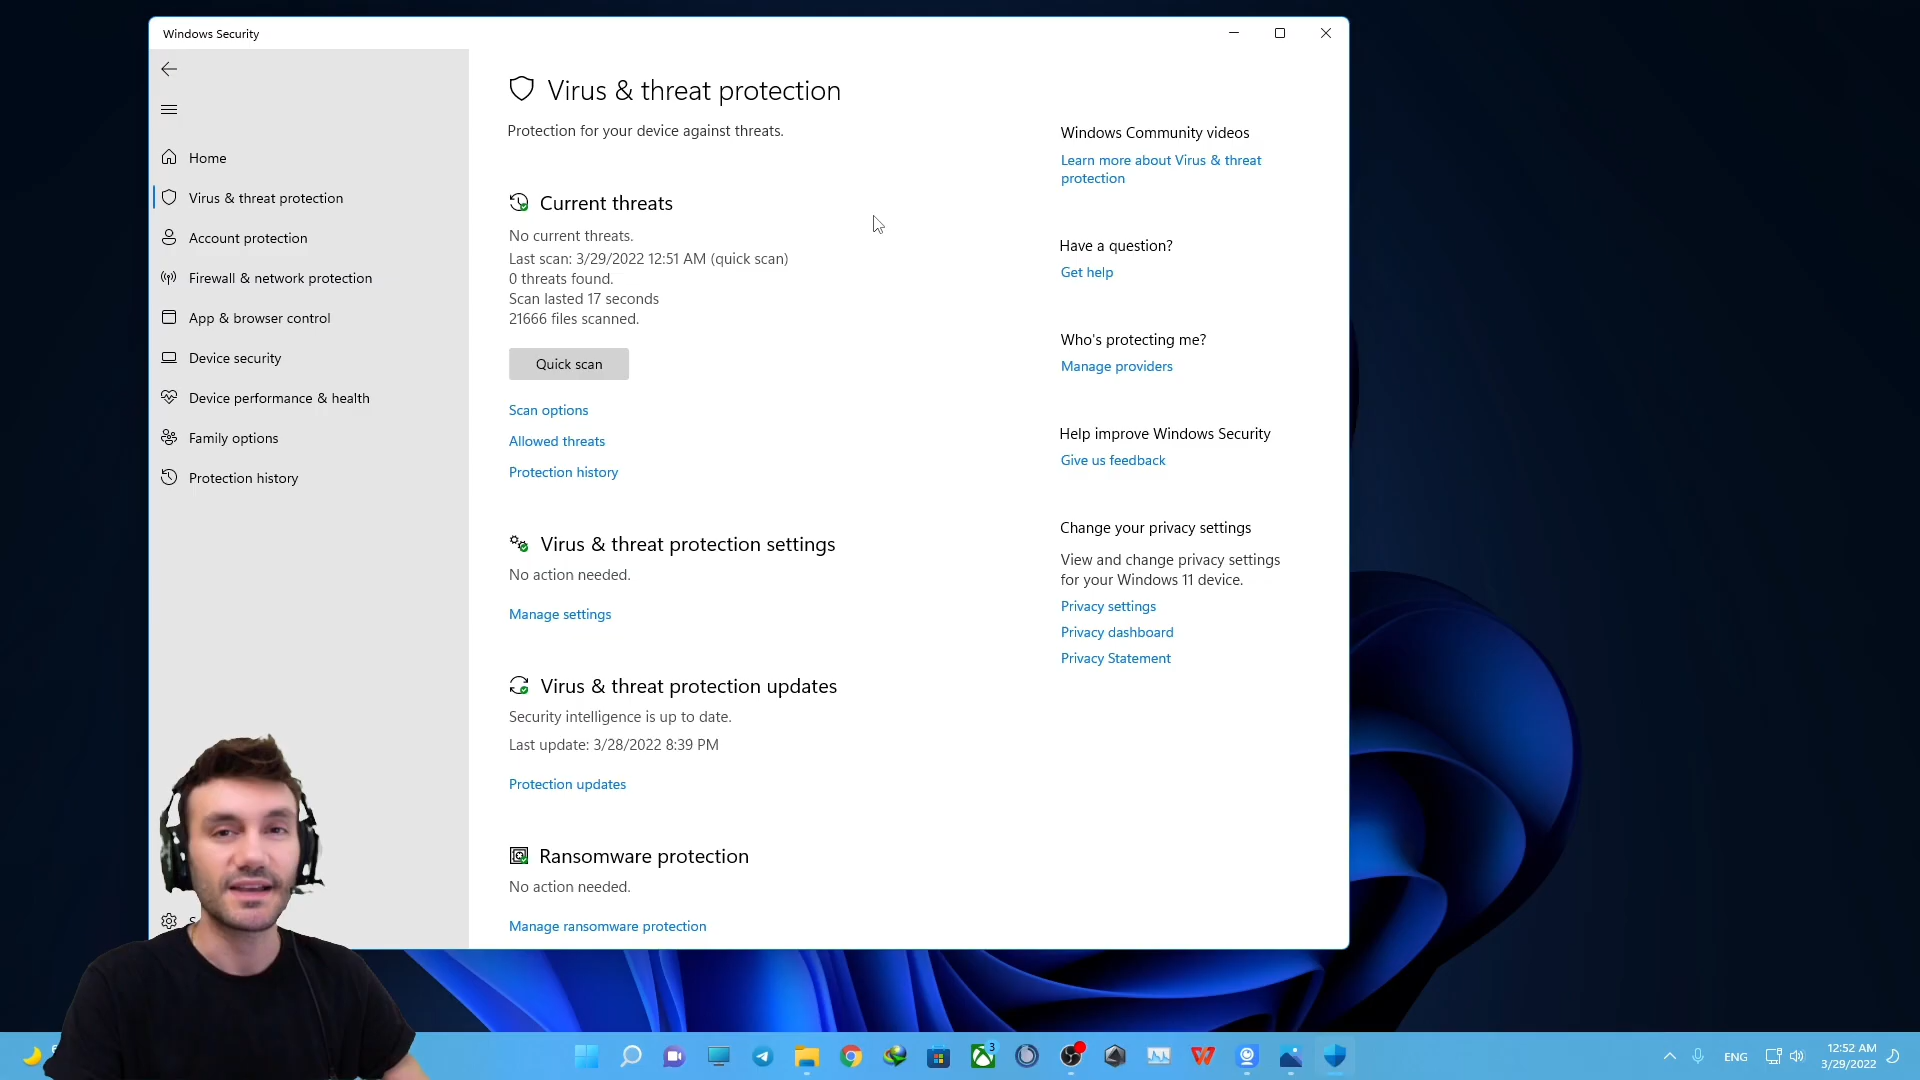 Windows Security
Home
Virus & threat protection
Account protection
Firewall & network protection
App & browser control
Device security
Device performance & health
Family options
Protection history
Virus & threat protection
Protection for your device against threats.
Current threats
No current threats.
Last scan: 3/29/2022 12:51 AM (quick scan)
0 threats found.
Scan lasted 17 seconds
21666 files scanned.
Quick scan
Scan options
Allowed threats
Protection history
Virus & threat protection settings
No action needed.
Manage settings
Virus & threat protection updates
Security intelligence is up to date.
Last update: 3/28/2022 8:39 PM
Protection updates
Ransomware protection
No action needed.
Manage ransomware protection
Windows Community videos
Learn more about Virus & threat
protection
Have a question?
Get help
Who's protecting me?
Manage providers
Help improve Windows Security
Give us feedback
Change your privacy settings
View and change privacy settings
for your Windows 11 device.
Privacy settings
Privacy dashboard
Privacy Statement
3
ENG
12:52 AM
3/29/2022